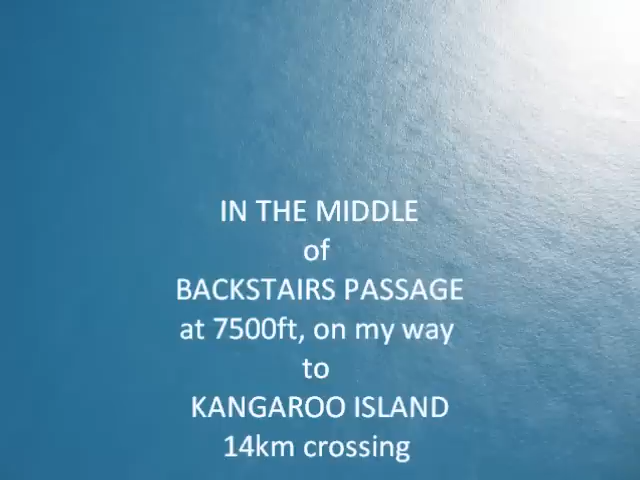 IN THE MIDDLE
of
BACKSTAIRS PASSAGE
at 7500ft, on my way
to
KANGAROO ISLAND
14km crossing